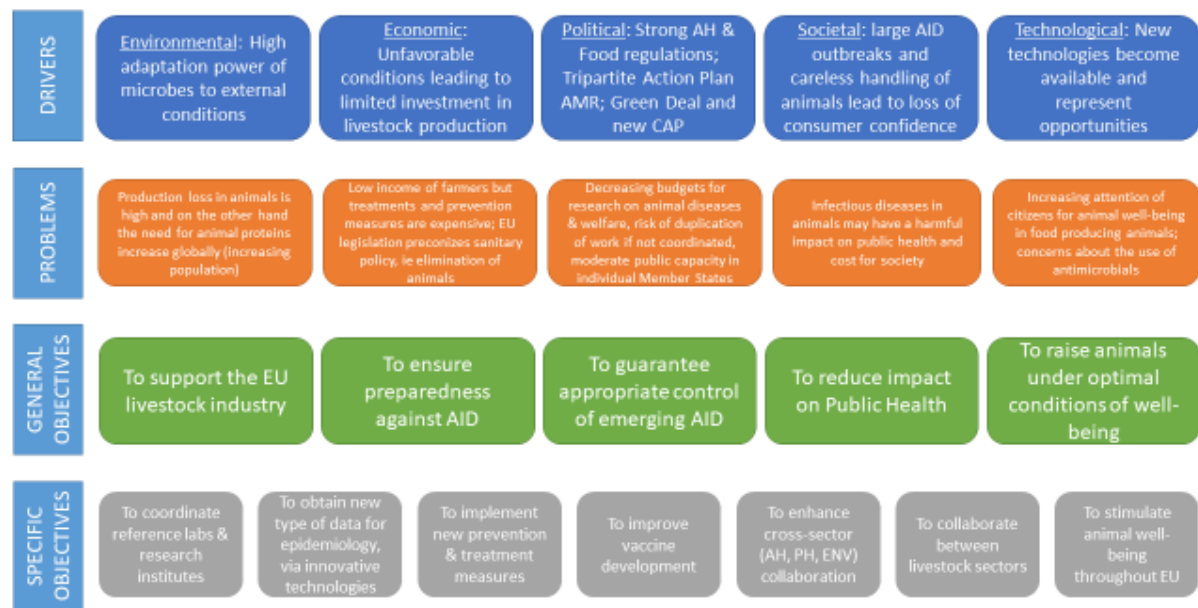 DRIVERS
Environmental: High
adaptation power of
microbes to external
conditions
Economic:
Unfavorable
conditions leading to
limited investment in
livestock production
Political: Strong AH &
Food regulations;
Tripartite Action Plan
AMR; Green Deal and
new CAP
Societal: large AID
outbreaks and
careless handling of
animals lead to loss of
consumer confidence
Technological: New
technologies become
available and
represent
opportunities
PROBLEMS
Production loss in animals is
high and on the other hand
the need for animal proteins
increase globally (increasing
population)
Low income of farmers but
treatments and prevention
measures are expensive; EU
legislation preconizes sanitary
policy, ie elimination of
animals
Decreasing budgets for
research on animal diseases
& welfare, risk of duplication
of work if not coordinated,
moderate public capacity in
individual Member States
Infectious diseases in
animals may have a harmful
impact on public health and
cost for society
Increasing attention of
citizens for animal well-being
in food producing animals;
concerns about the use of
antimicrobials
GENERAL
OBJECTIVES
To support the EU
livestock industry
To ensure
preparedness
against AID
To guarantee
appropriate control
of emerging AID
To reduce impact
on Public Health
To raise animals
under optimal
conditions of well-
being
SPECIFIC
OBJECTIVES
To coordinate
reference labs &
research
institutes
To obtain new
type of data for
epidemiology,
via innovative
technologies
To implement
new prevention
& treatment
measures
To improve
vaccine
development
To enhance
cross-sector
(AH, PH, ENV)
collaboration
To collaborate
between
livestock sectors
To stimulate
animal well-
being
throughout EU